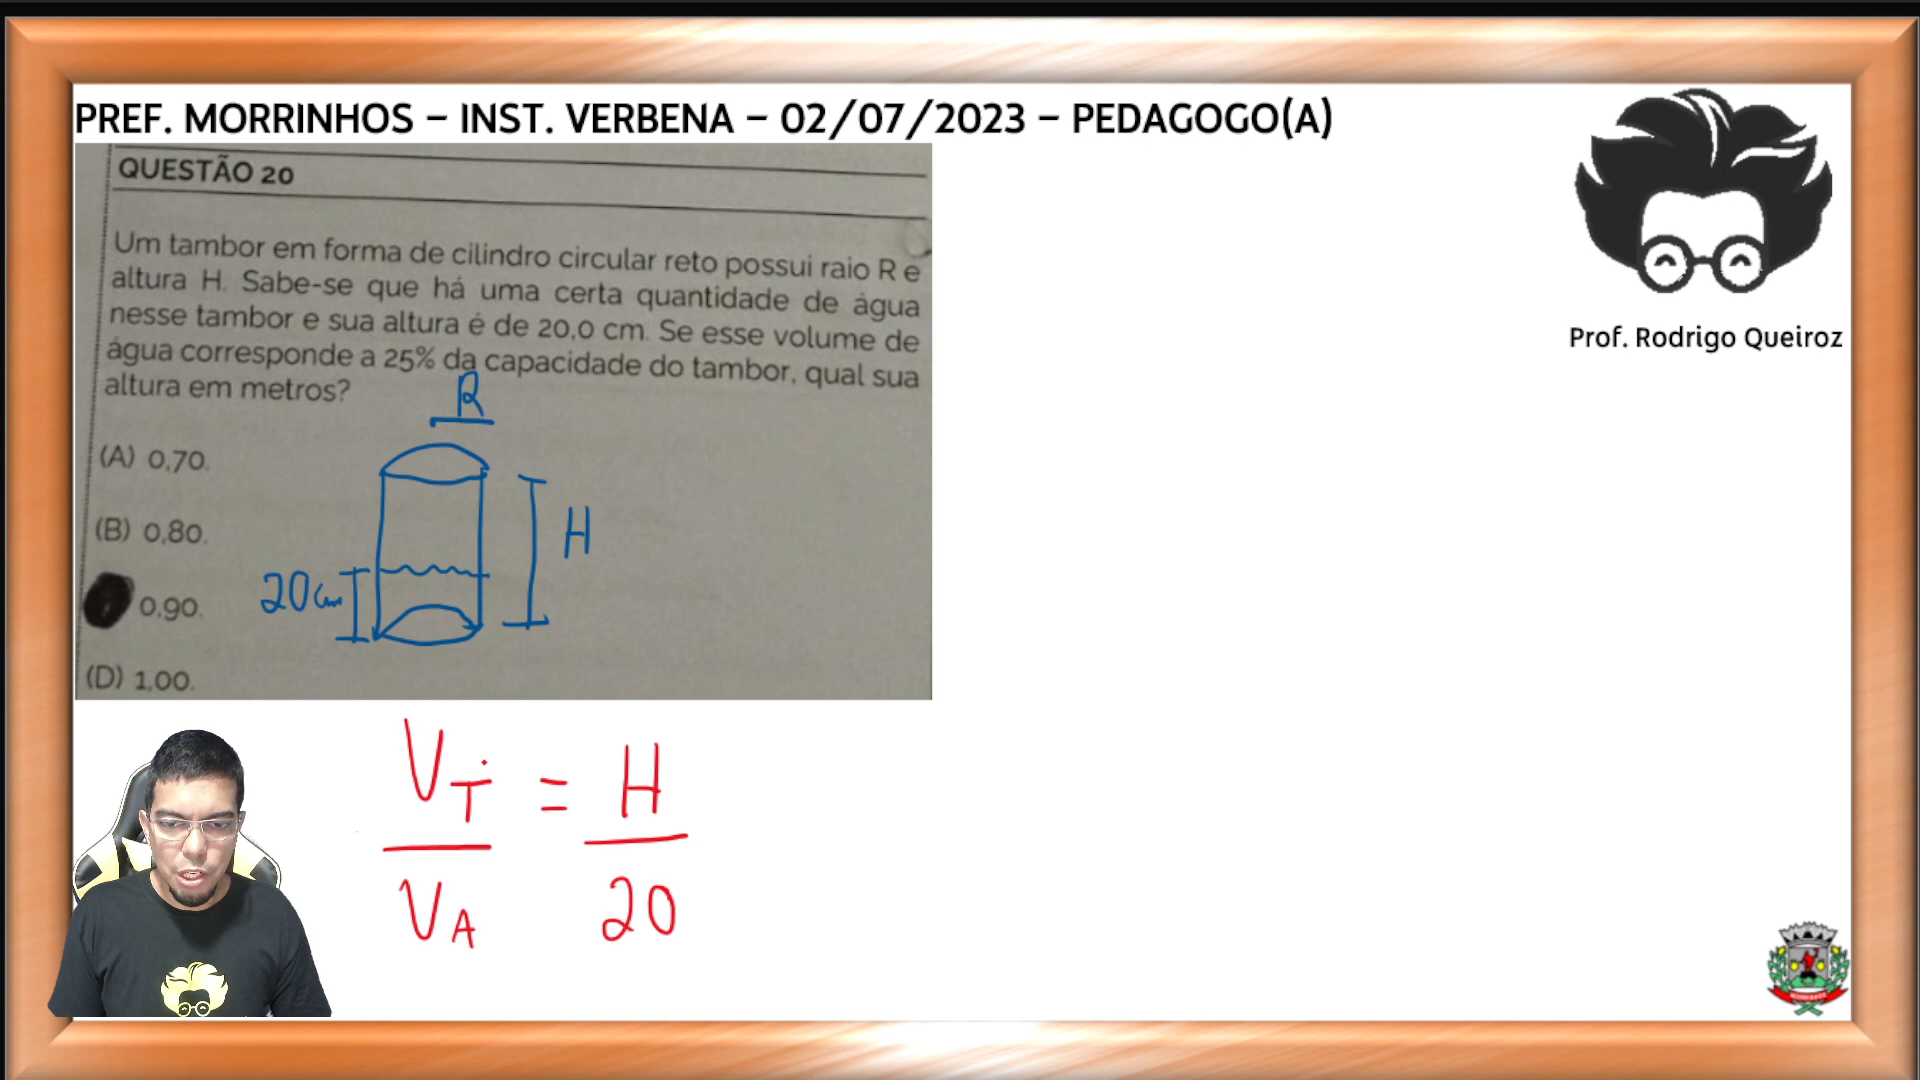 PREF. MORRINHOS – INST. VERBENA – 02/07/2023 – PEDAGOGO(A)
QUESTÃO 20
Um tambor em forma de cilindro circular reto possui raio R e
altura H. Sabe-se que há uma certa quantidade de água
nesse tambor e sua altura é de 20,0 cm. Se esse volume de
água corresponde a 25% da capacidade do tambor, qual sua
altura em metros?
(A) 0,70.
(B) 0,80.
0,90.
(D) 1,00.
R
H
20cm
V_T / V_A = H / 20
Prof. Rodrigo Queiroz